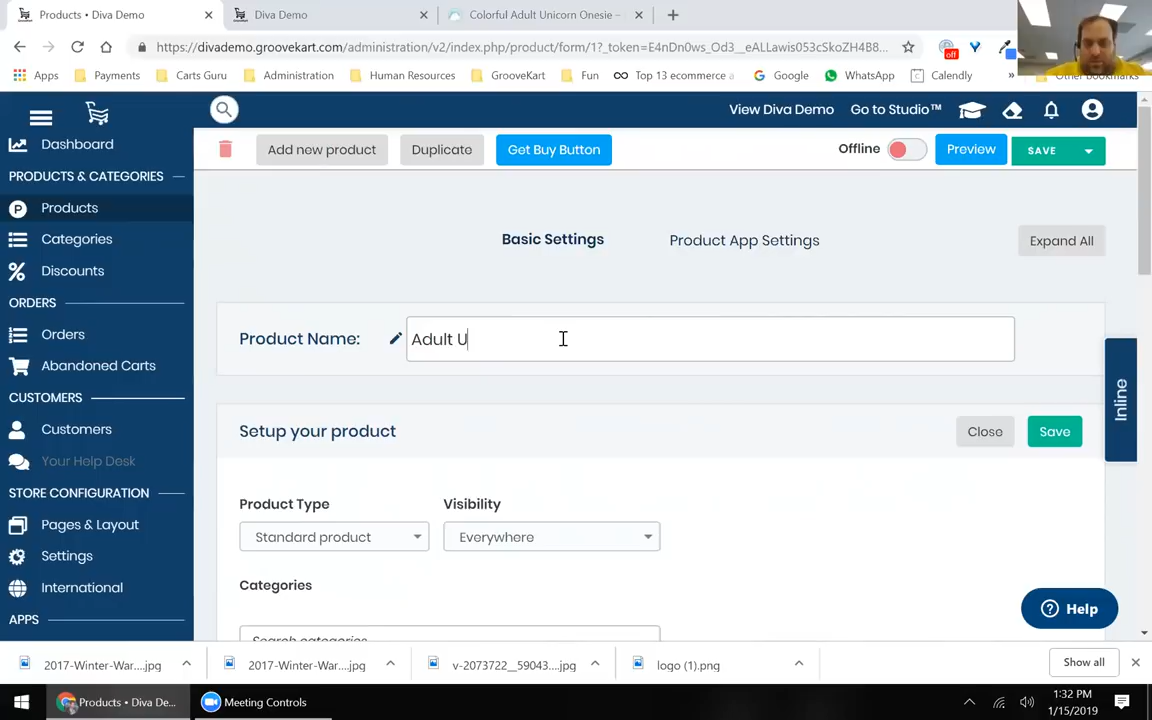 Products • Diva Demo
Diva Demo
Colorful Adult Unicorn Onesie –
https://divademo.groovekart.com/administration/v2/index.php/product/form/1?_token=E4nDn0ws_Od3__eALLawis053cSkoZH4B8...
off
Apps
Payments
Carts Guru
Administration
Human Resources
GrooveKart
Fun
Top 13 ecommerce a
Google
WhatsApp
Calendly
»
Other Bookmarks
View Diva Demo
Go to Studio™
Dashboard
PRODUCTS & CATEGORIES
Products
Categories
Discounts
ORDERS
Orders
Abandoned Carts
CUSTOMERS
Customers
Your Help Desk
STORE CONFIGURATION
Pages & Layout
Settings
International
APPS
Add new product
Duplicate
Get Buy Button
Offline
Preview
SAVE
Basic Settings
Product App Settings
Expand All
Product Name:
Adult U
Inline
Setup your product
Close
Save
Product Type
Visibility
Standard product
Everywhere
Categories
Search categories
Help
2017-Winter-War....jpg
2017-Winter-War....jpg
v-2073722__59043....jpg
logo (1).png
Show all
Products • Diva De...
Meeting Controls
1:32 PM
1/15/2019